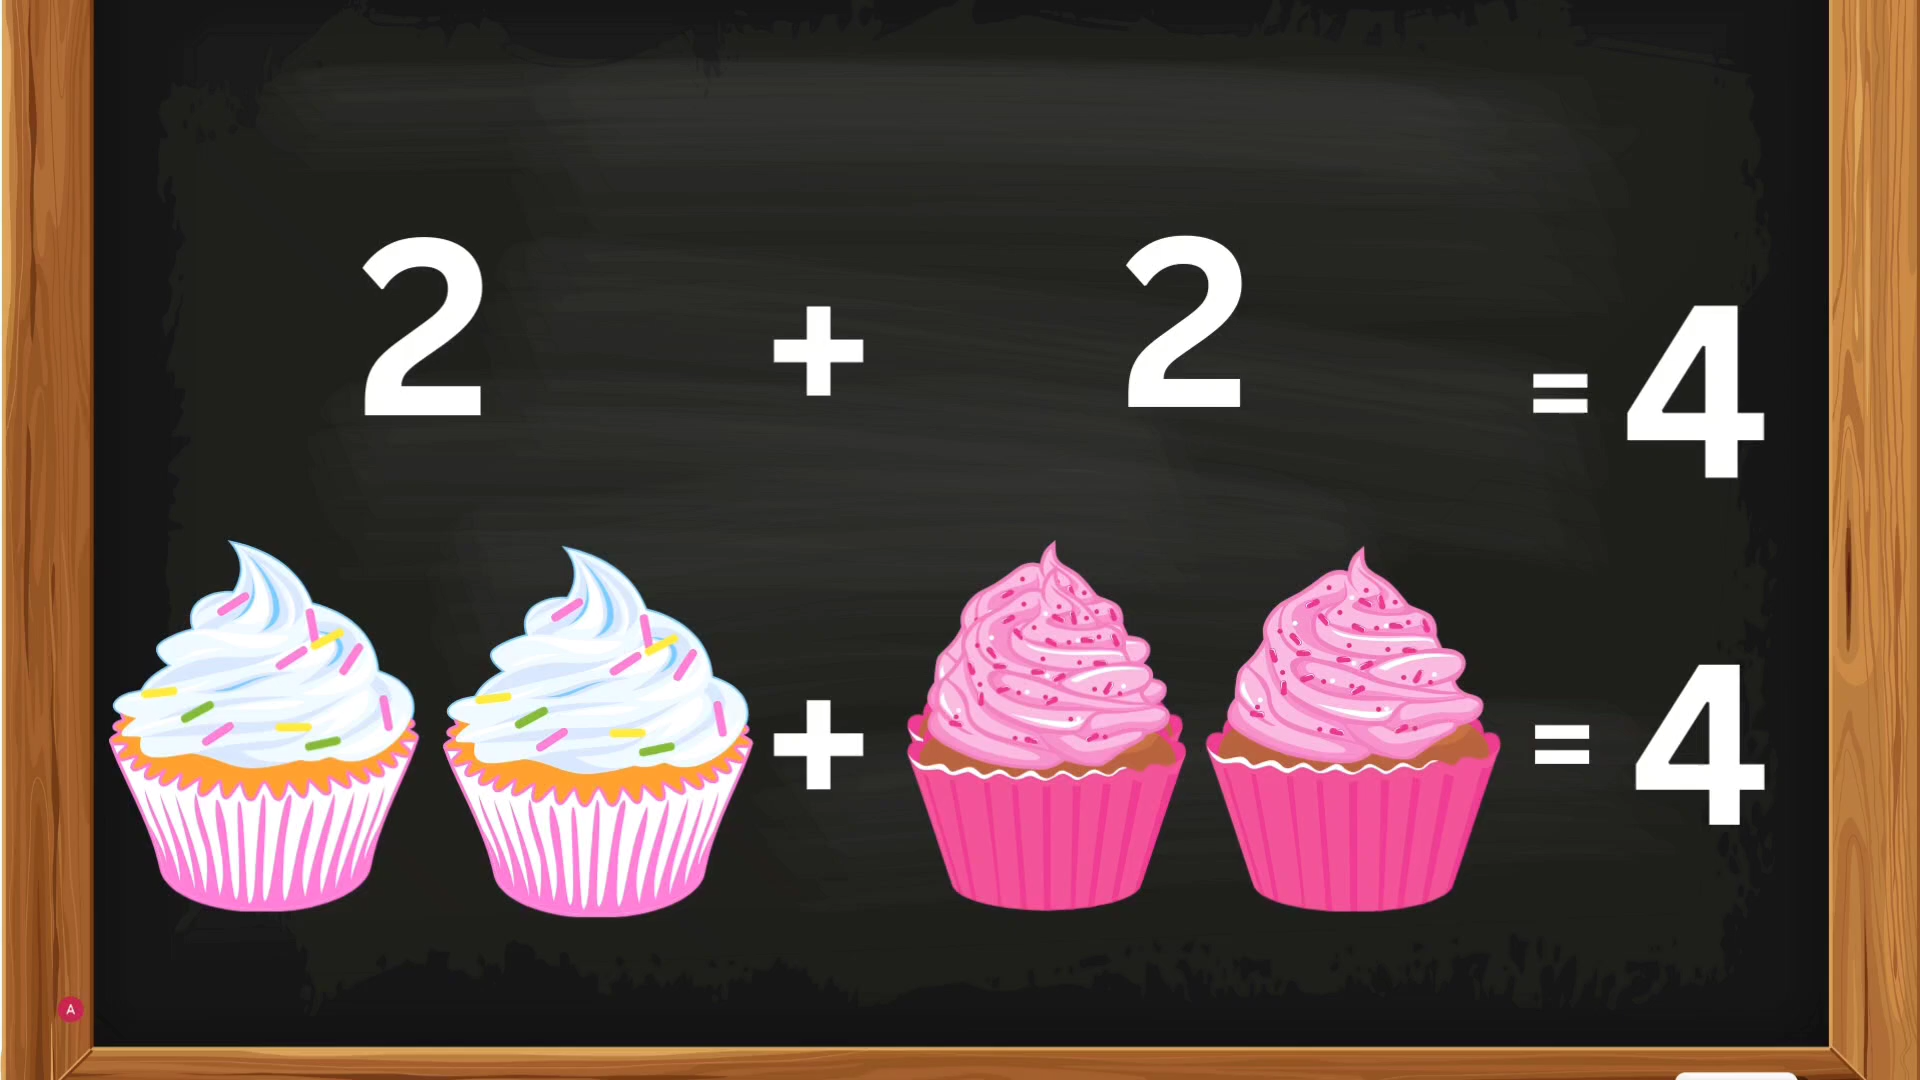 2 + 2 = 4
+ = 4
A